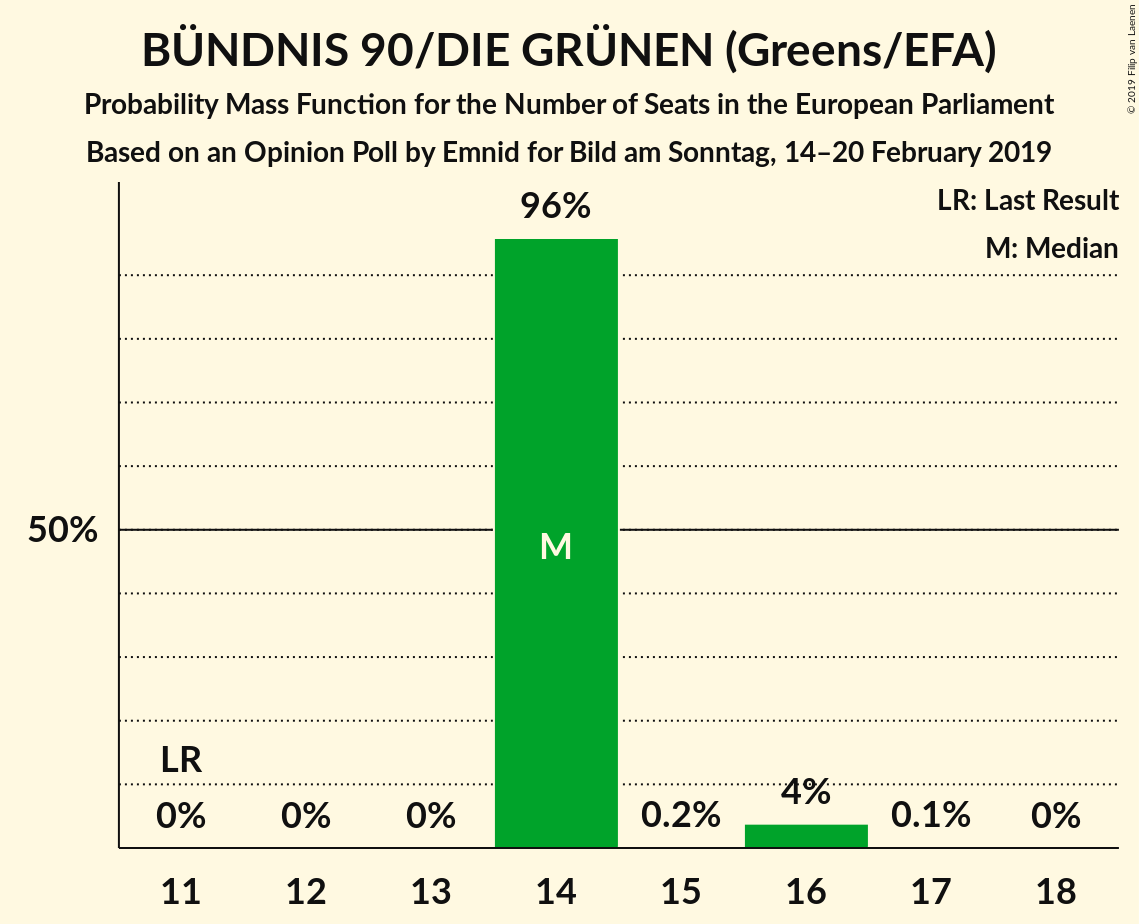 BÜNDNIS 90/DIE GRÜNEN (Greens/EFA)
Probability Mass Function for the Number of Seats in the European Parliament
Based on an Opinion Poll by Emnid for Bild am Sonntag, 14–20 February 2019
© 2019 Filip van Laenen
LR: Last Result
M: Median
96%
50%
M
LR
0%
0%
0%
0.2%
4%
0.1%
0%
11
12
13
14
15
16
17
18